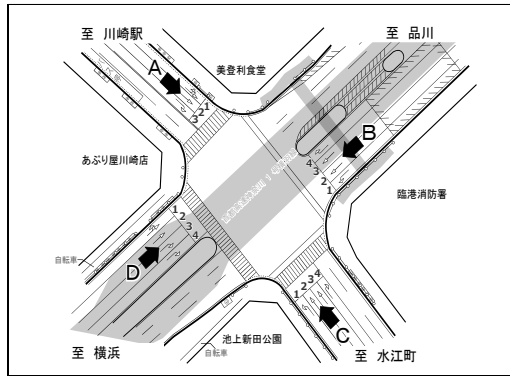 至 川崎駅
至 品川
美登利食堂
A
1
2
3
B
4
3
2
1
あぶり屋川崎店
臨港消防署
自転車
1
2
3
4
D
1
2
3
4
C
池上新田公園
自転車
至 横浜
至 水江町